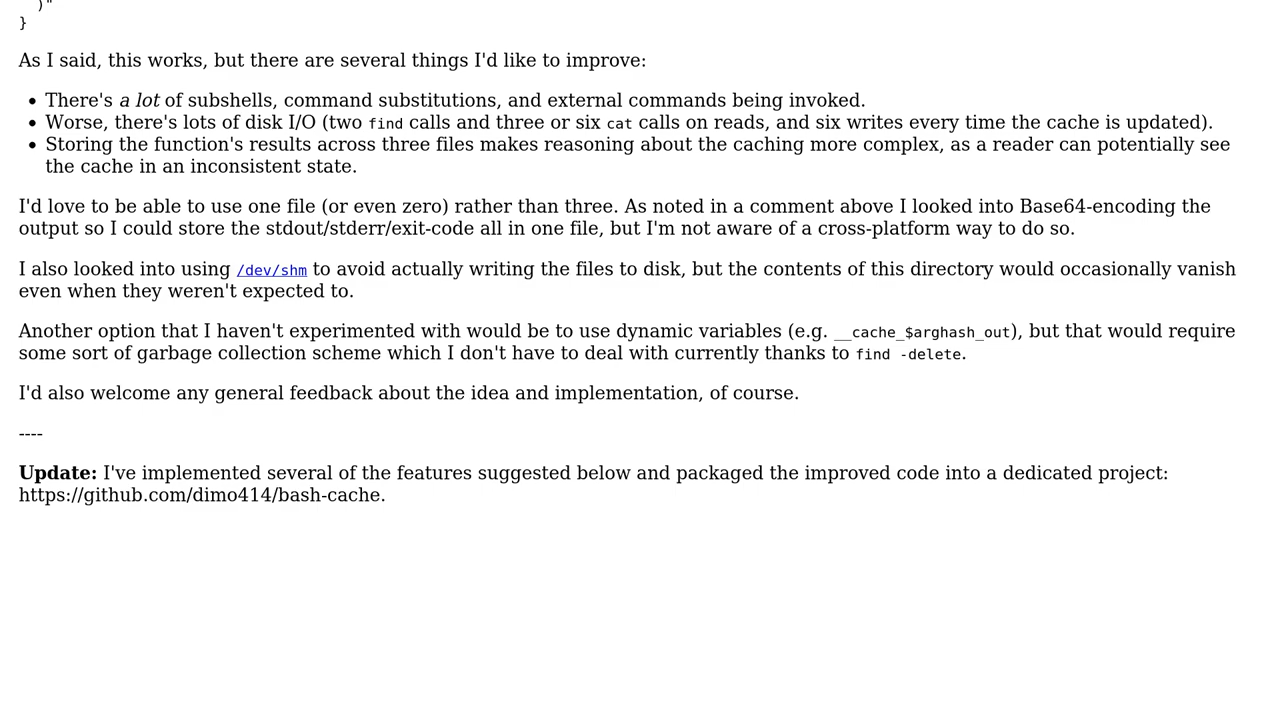 )"
}
As I said, this works, but there are several things I'd like to improve:
• There's a lot of subshells, command substitutions, and external commands being invoked.
• Worse, there's lots of disk I/O (two find calls and three or six cat calls on reads, and six writes every time the cache is updated).
• Storing the function's results across three files makes reasoning about the caching more complex, as a reader can potentially see
the cache in an inconsistent state.
I'd love to be able to use one file (or even zero) rather than three. As noted in a comment above I looked into Base64-encoding the
output so I could store the stdout/stderr/exit-code all in one file, but I'm not aware of a cross-platform way to do so.
I also looked into using /dev/shm to avoid actually writing the files to disk, but the contents of this directory would occasionally vanish
even when they weren't expected to.
Another option that I haven't experimented with would be to use dynamic variables (e.g. __cache_$arghash_out), but that would require
some sort of garbage collection scheme which I don't have to deal with currently thanks to find -delete.
I'd also welcome any general feedback about the idea and implementation, of course.
----
Update: I've implemented several of the features suggested below and packaged the improved code into a dedicated project:
https://github.com/dimo414/bash-cache.